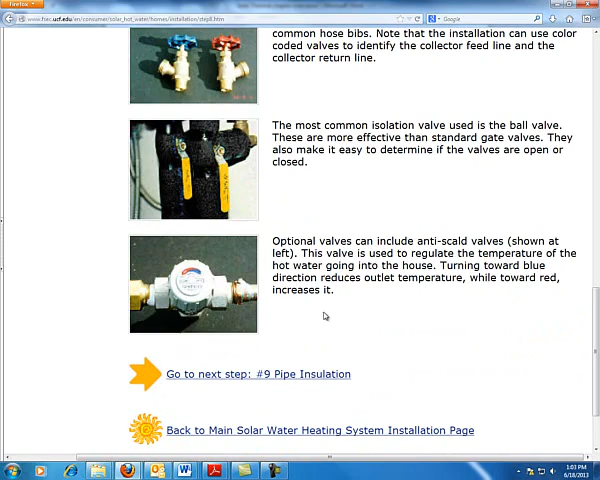 Firefox
www.fsec.ucf.edu/en/consumer/solar_hot_water/homes/installation/step8.htm
Google
common hose bibs. Note that the installation can use color
coded valves to identify the collector feed line and the
collector return line.
The most common isolation valve used is the ball valve.
These are more effective than standard gate valves. They
also make it easy to determine if the valves are open or
closed.
Optional valves can include anti-scald valves (shown at
left). This valve is used to regulate the temperature of the
hot water going into the house. Turning toward blue
direction reduces outlet temperature, while toward red,
increases it.
Go to next step: #9 Pipe Insulation
Back to Main Solar Water Heating System Installation Page
1:03 PM
6/18/2013